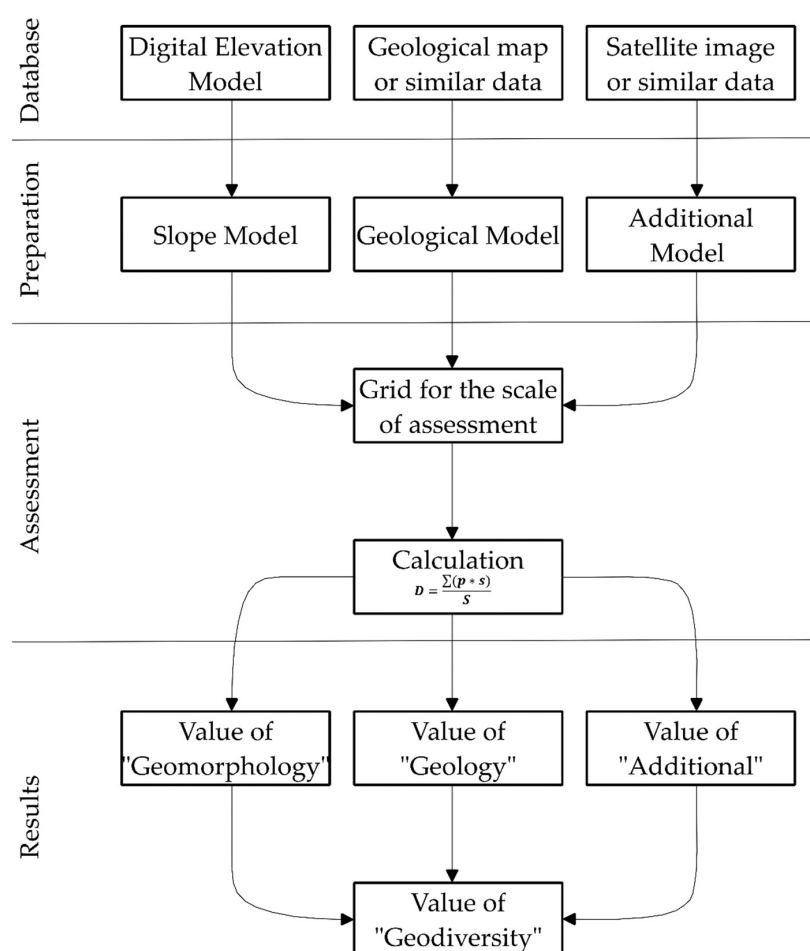 Database
Digital Elevation
Model
Geological map
or similar data
Satellite image
or similar data
Preparation
Slope Model
Geological Model
Additional
Model
Assessment
Grid for the scale
of assessment
Calculation
D = ∑(p * s) / S
Results
Value of
"Geomorphology"
Value of
"Geology"
Value of
"Additional"
Value of
"Geodiversity"